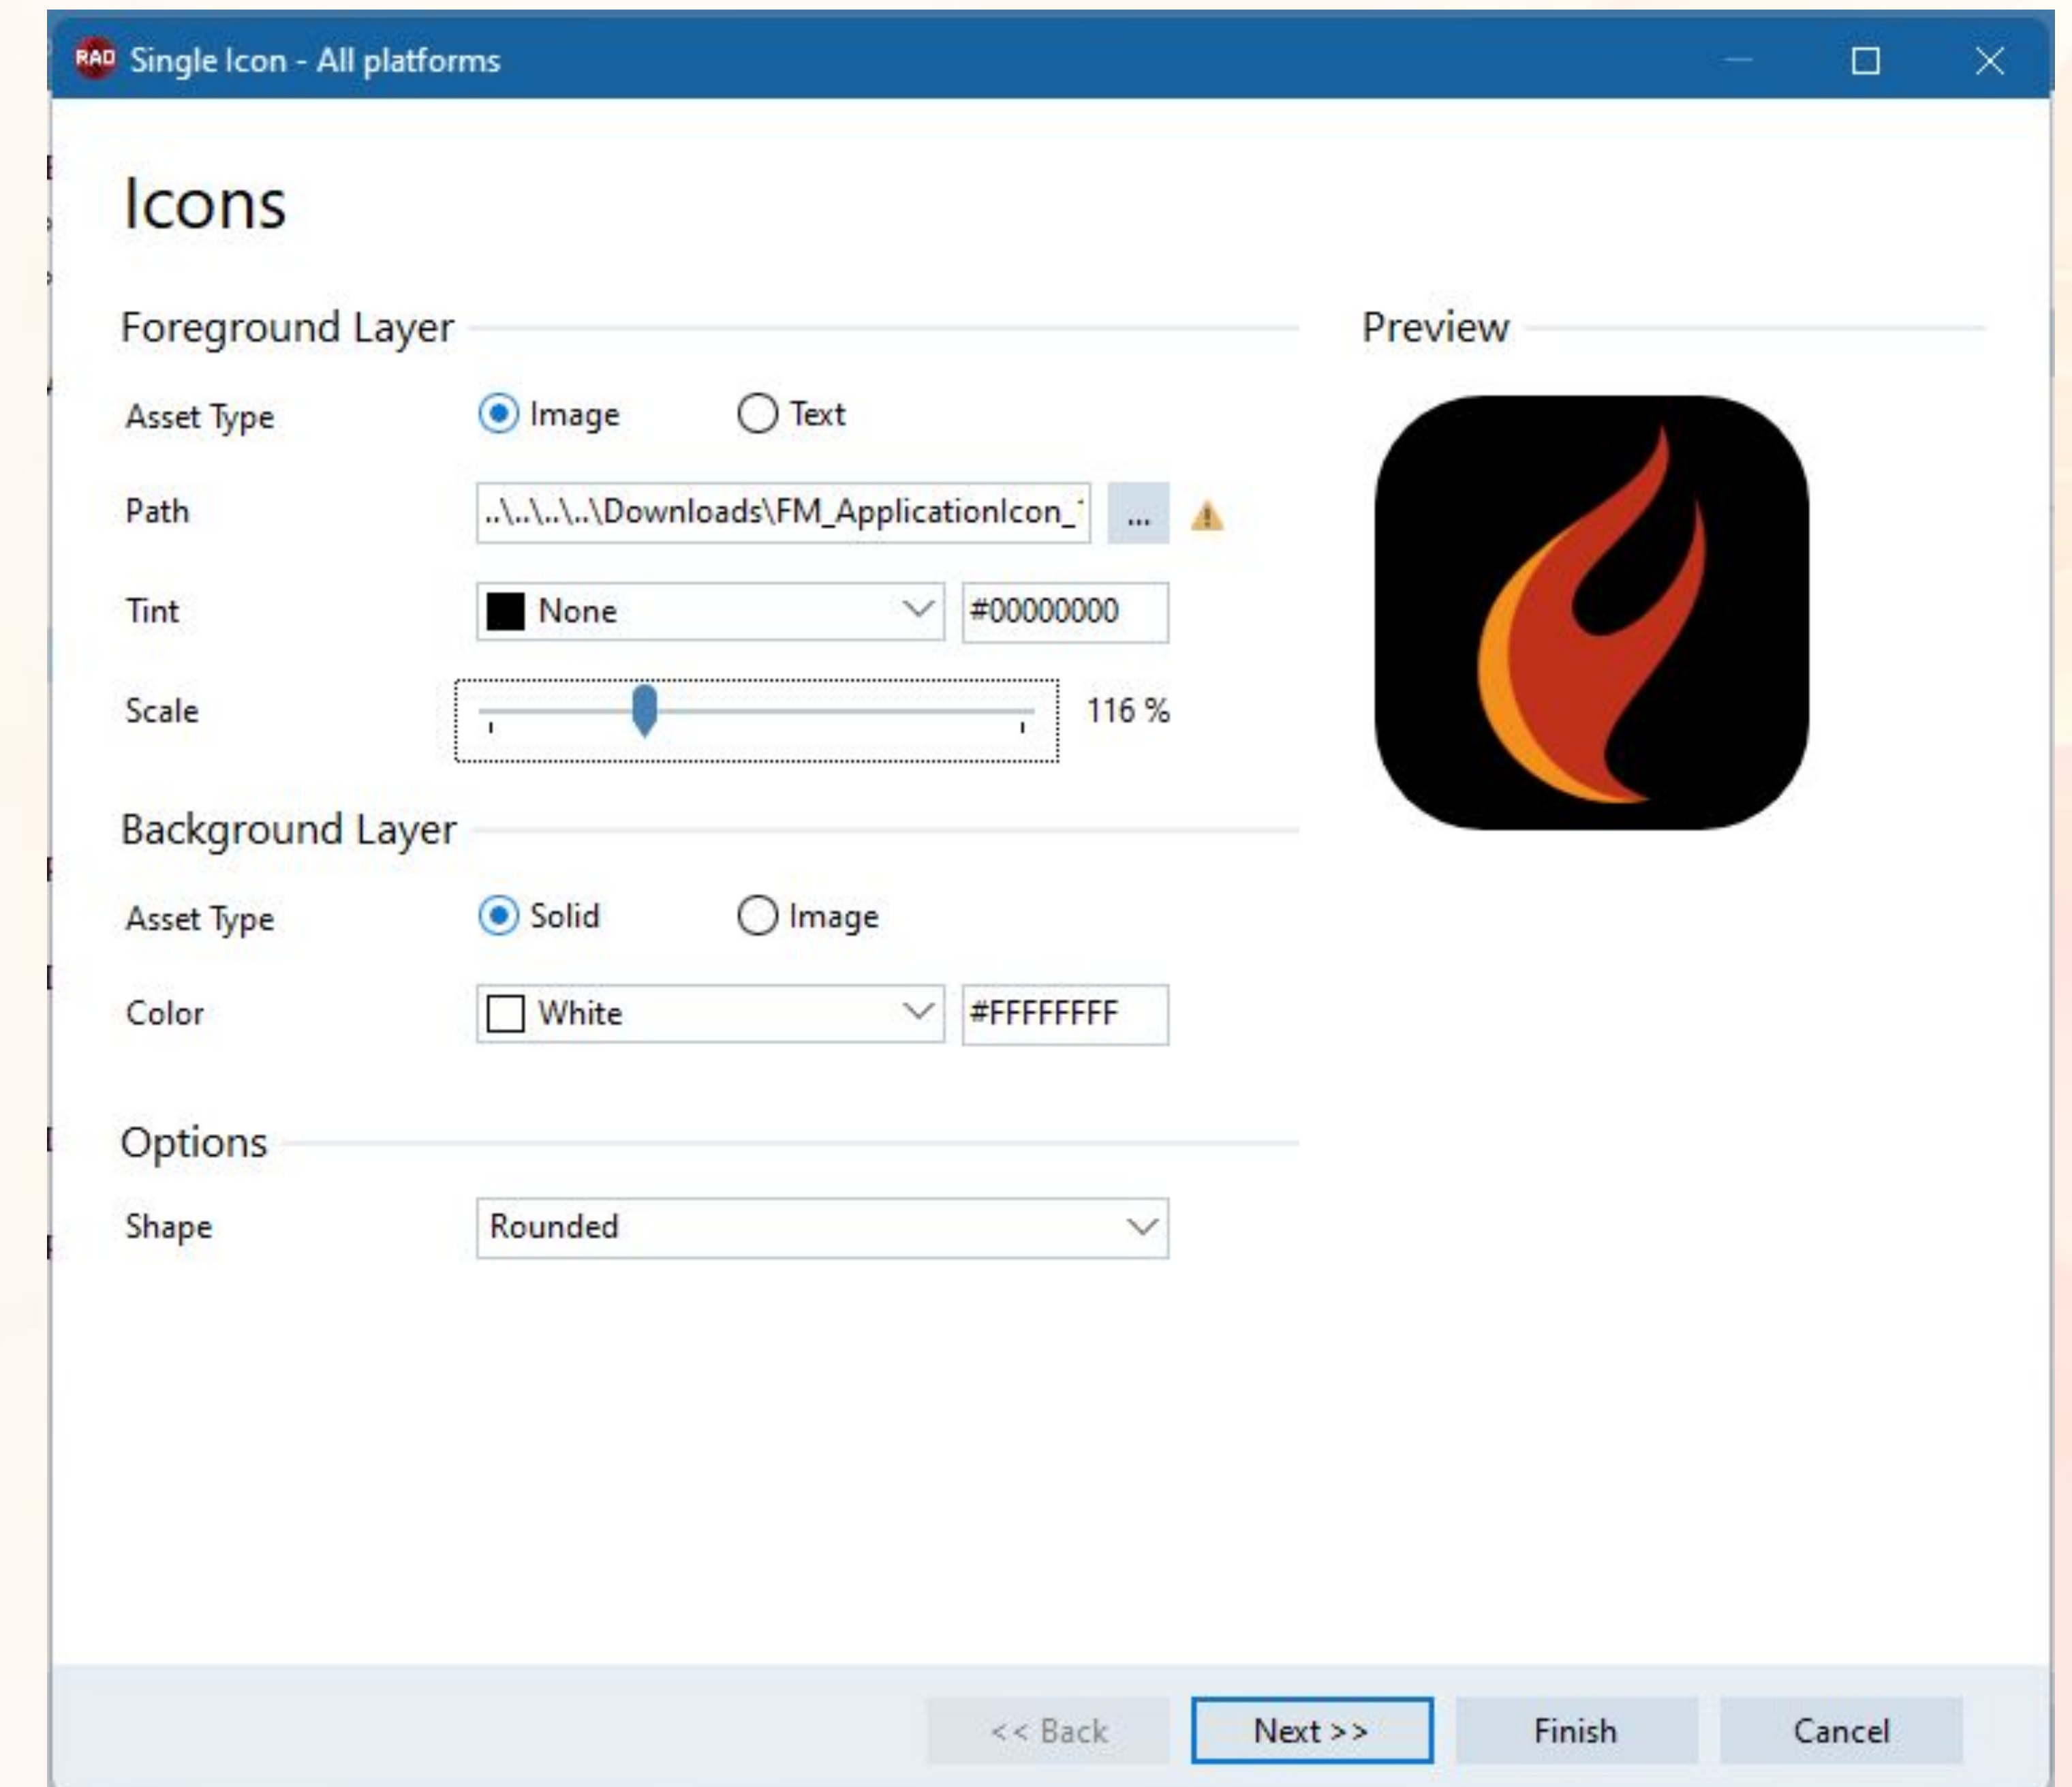 RAD Single Icon - All platforms
Icons
Foreground Layer
Preview
Asset Type
Image
Text
Path
..\..\..\..\Downloads\FM_ApplicationIcon_
...
Tint
None
#00000000
Scale
116 %
Background Layer
Asset Type
Solid
Image
Color
White
#FFFFFFFF
Options
Shape
Rounded
<< Back
Next >>
Finish
Cancel